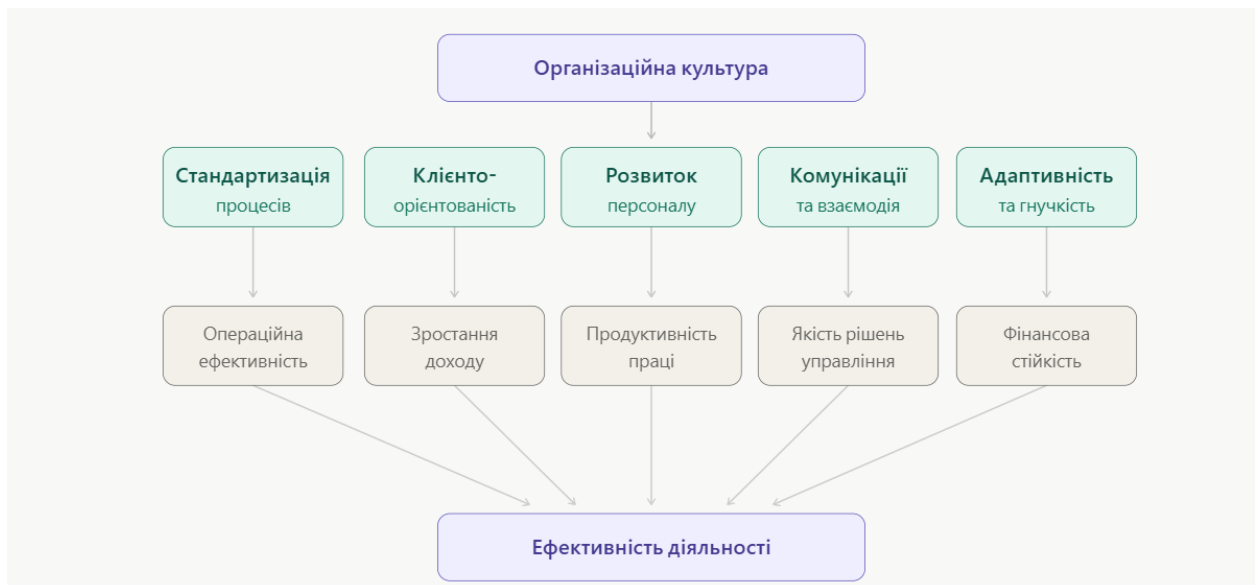 Організаційна культура
Стандартизація
процесів
Клієнто-
орієнтованість
Розвиток
персоналу
Комунікації
та взаємодія
Адаптивність
та гнучкість
Операційна
ефективність
Зростання
доходу
Продуктивність
праці
Якість рішень
управління
Фінансова
стійкість
Ефективність діяльності